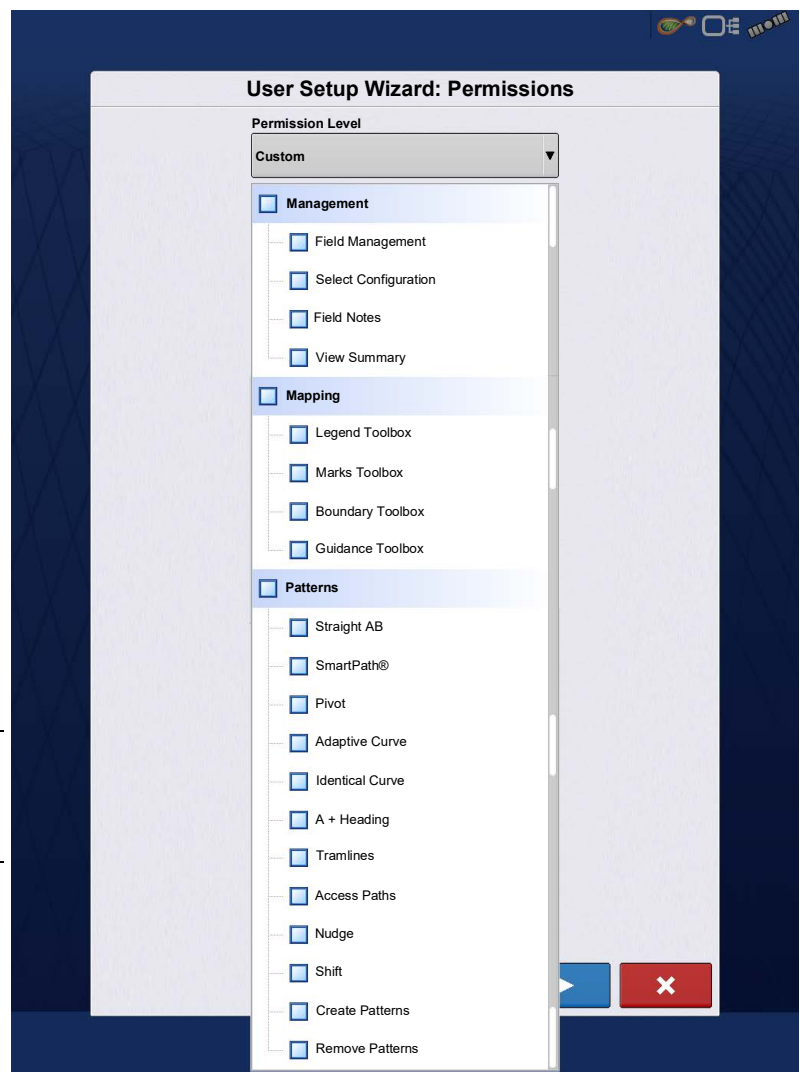 User Setup Wizard: Permissions
Permission Level
Custom
Management
Field Management
Select Configuration
Field Notes
View Summary
Mapping
Legend Toolbox
Marks Toolbox
Boundary Toolbox
Guidance Toolbox
Patterns
Straight AB
SmartPath®
Pivot
Adaptive Curve
Identical Curve
A + Heading
Tramlines
Access Paths
Nudge
Shift
Create Patterns
Remove Patterns